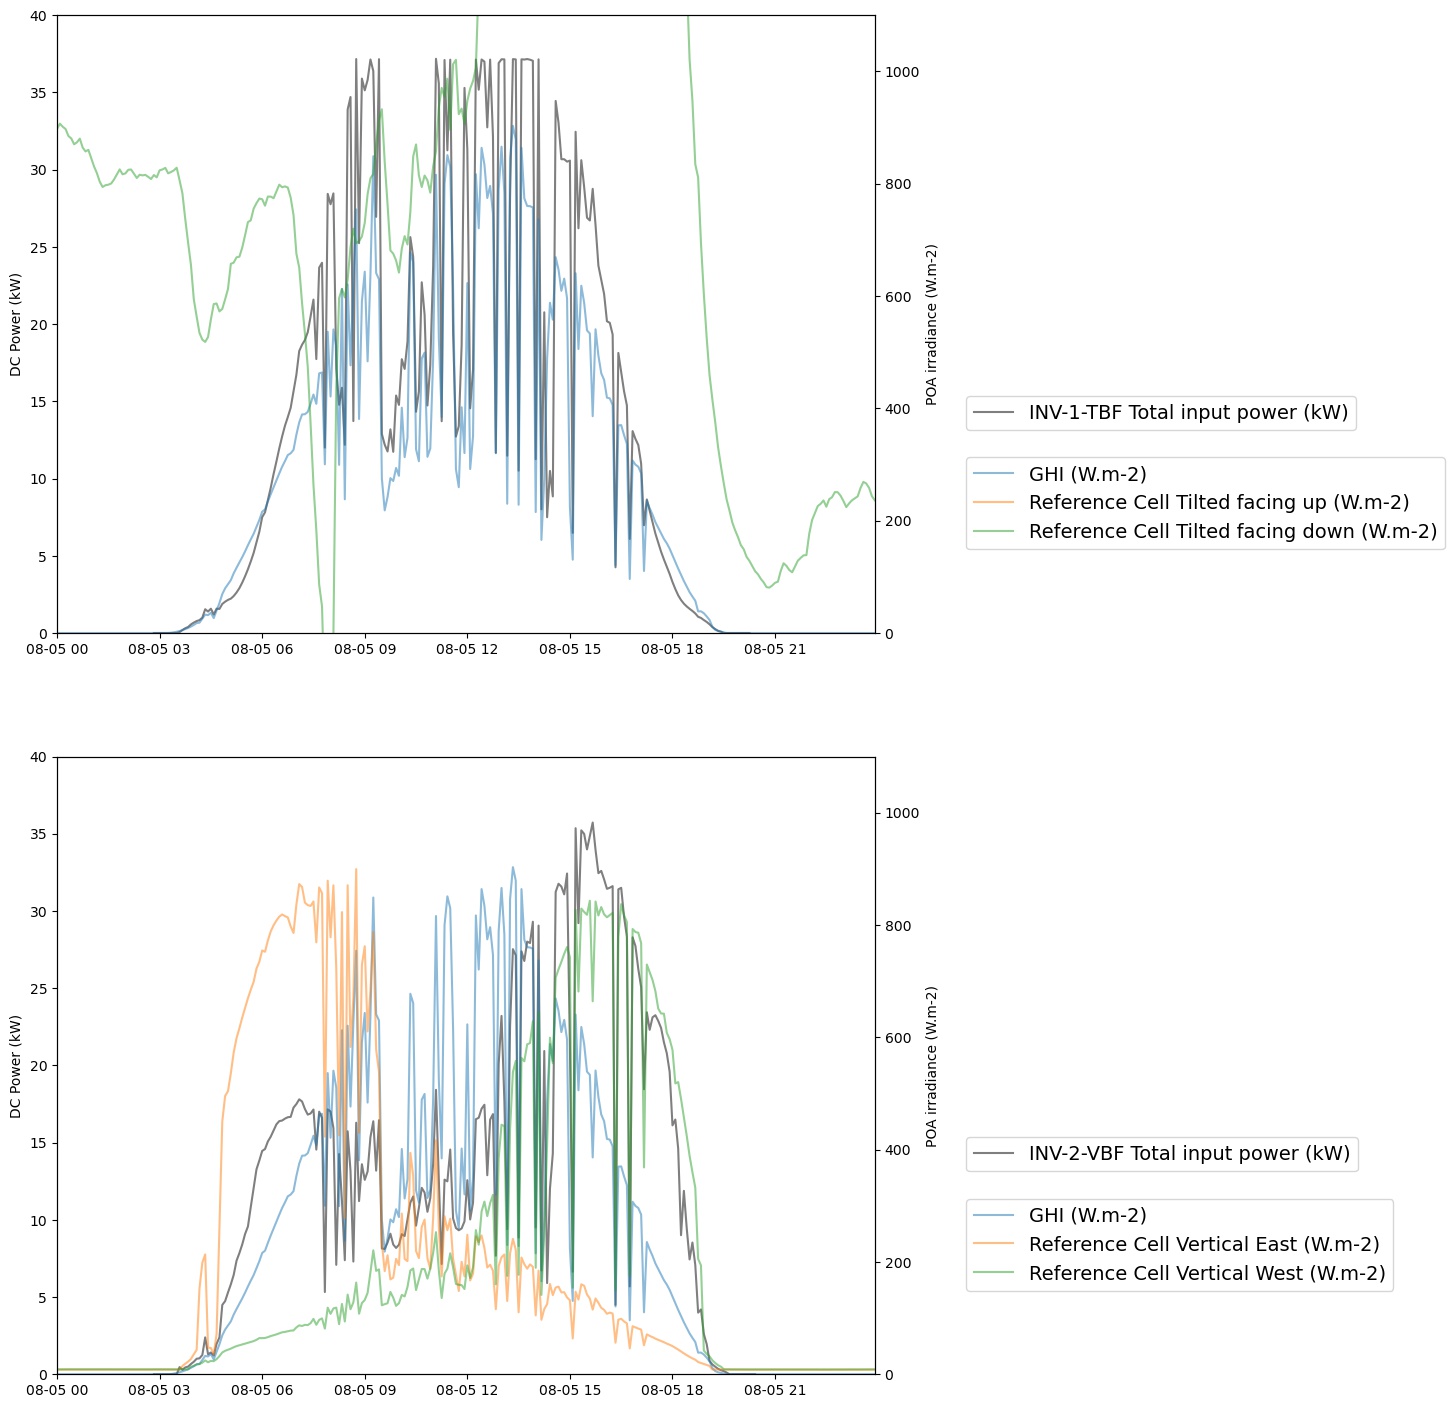 40
35
30
25
20
15
10
5
0
DC Power (kW)
1000
800
600
400
200
0
POA irradiance (W.m-2)
08-05 00 08-05 03 08-05 06 08-05 09 08-05 12 08-05 15 08-05 18 08-05 21
INV-1-TBF Total input power (kW)
GHI (W.m-2)
Reference Cell Tilted facing up (W.m-2)
Reference Cell Tilted facing down (W.m-2)
40
35
30
25
20
15
10
5
0
DC Power (kW)
1000
800
600
400
200
0
POA irradiance (W.m-2)
08-05 00 08-05 03 08-05 06 08-05 09 08-05 12 08-05 15 08-05 18 08-05 21
INV-2-VBF Total input power (kW)
GHI (W.m-2)
Reference Cell Vertical East (W.m-2)
Reference Cell Vertical West (W.m-2)